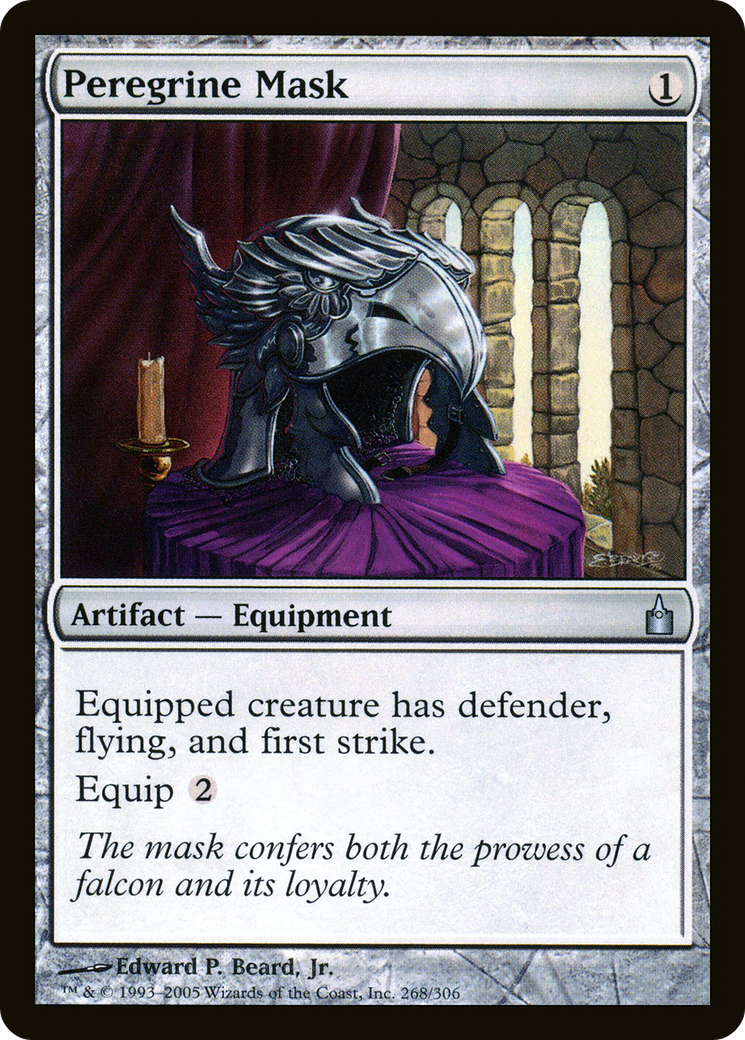 Peregrine Mask 1
Artifact — Equipment
Equipped creature has defender,
flying, and first strike.
Equip 2
The mask confers both the prowess of a
falcon and its loyalty.
Edward P. Beard, Jr.
™ & © 1993–2005 Wizards of the Coast, Inc. 268/306